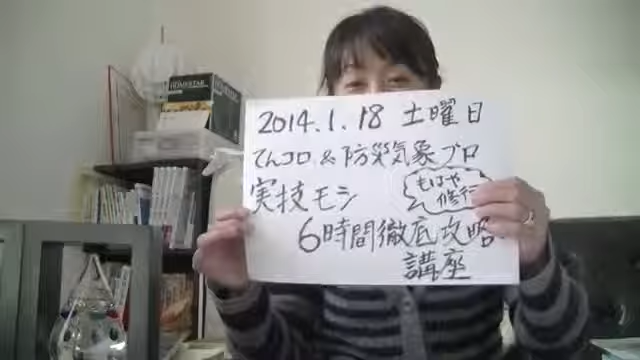 HOMESTAR
2014.1.18 土曜日
てんコロ&防災気象プロ
実技モシ
もはや
修行
6時間徹底攻略
講座